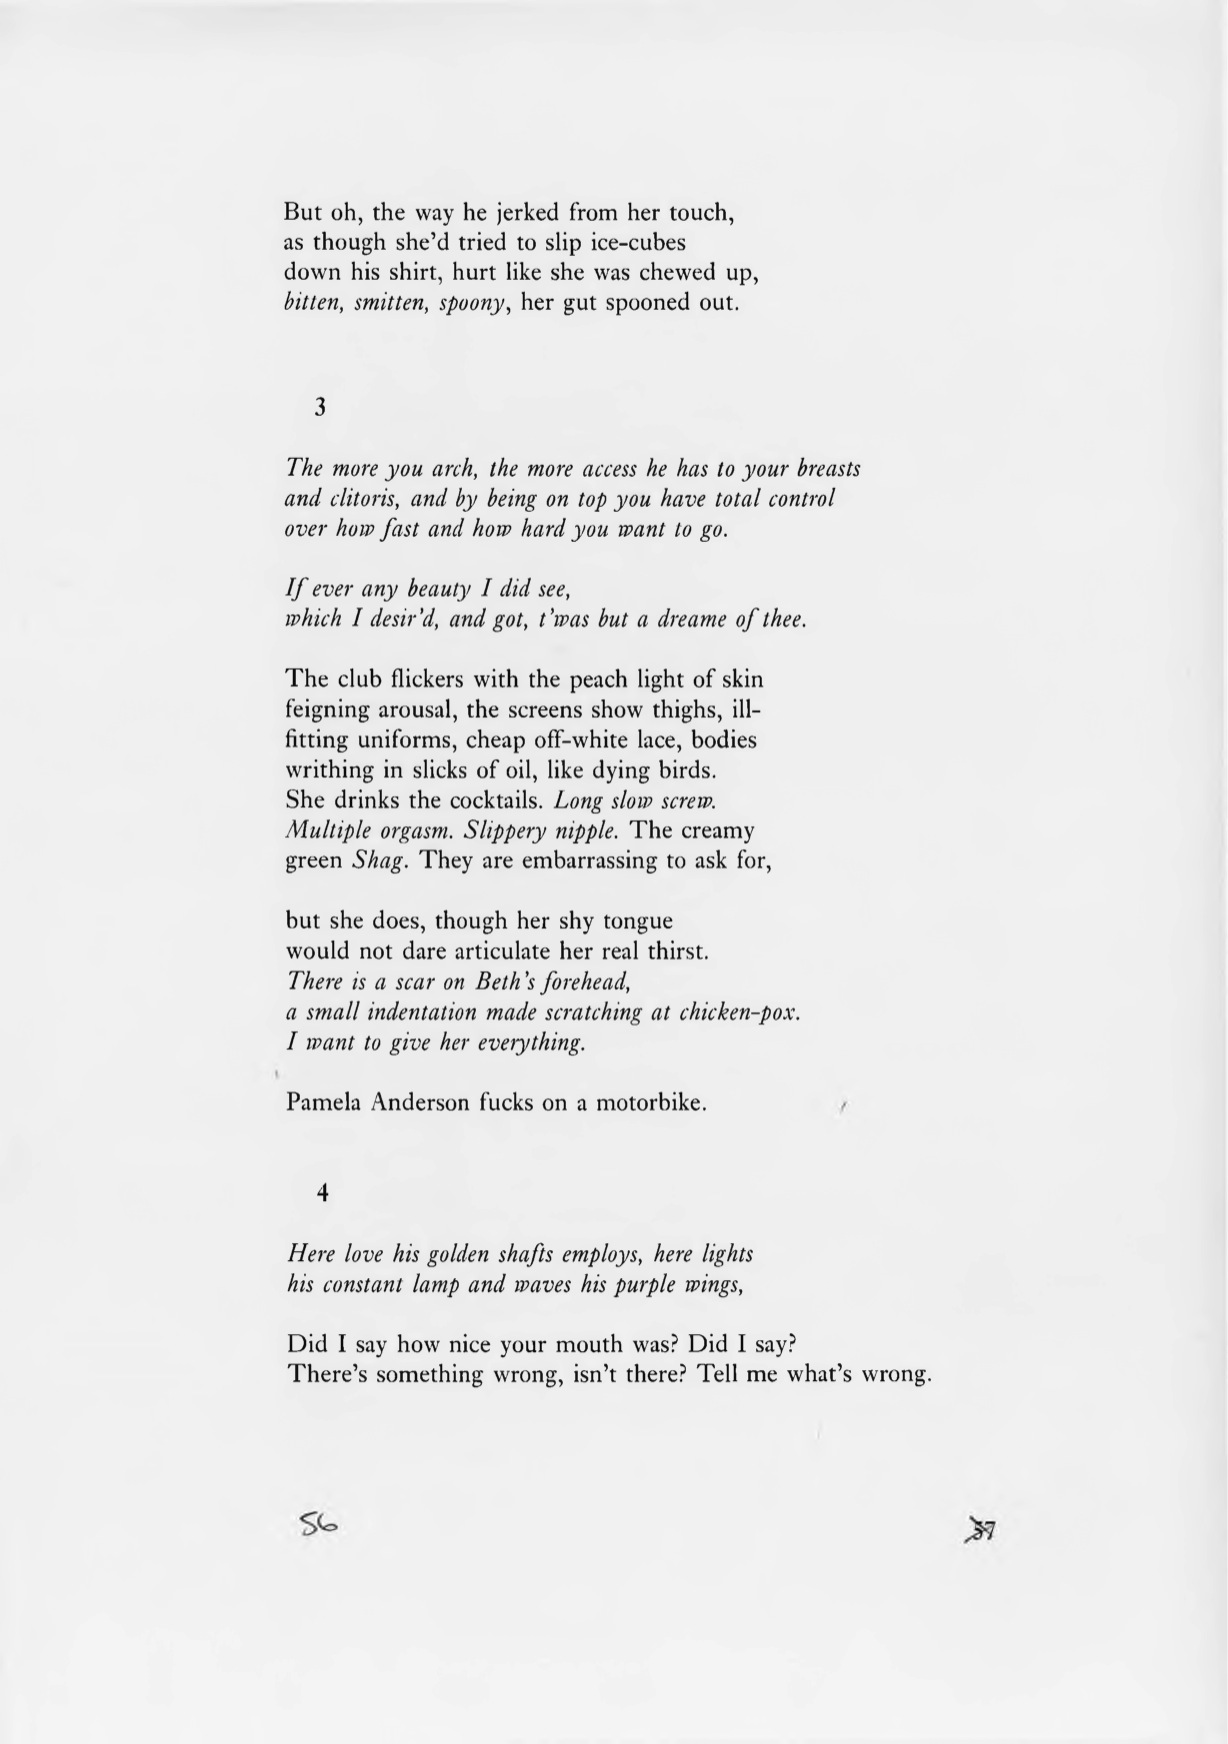 But oh, the way he jerked from her touch,
as though she'd tried to slip ice-cubes
down his shirt, hurt like she was chewed up,
bitten, smitten, spoony, her gut spooned out.
3
The more you arch, the more access he has to your breasts
and clitoris, and by being on top you have total control
over how fast and how hard you want to go.
If ever any beauty I did see,
which I desir'd, and got, t'was but a dreame of thee.
The club flickers with the peach light of skin
feigning arousal, the screens show thighs, ill-
fitting uniforms, cheap off-white lace, bodies
writhing in slicks of oil, like dying birds.
She drinks the cocktails. Long slow screw.
Multiple orgasm. Slippery nipple. The creamy
green Shag. They are embarrassing to ask for,
but she does, though her shy tongue
would not dare articulate her real thirst.
There is a scar on Beth's forehead,
a small indentation made scratching at chicken-pox.
I want to give her everything.
Pamela Anderson fucks on a motorbike.
4
Here love his golden shafts employs, here lights
his constant lamp and waves his purple wings,
Did I say how nice your mouth was? Did I say?
There's something wrong, isn't there? Tell me what's wrong.
56
37